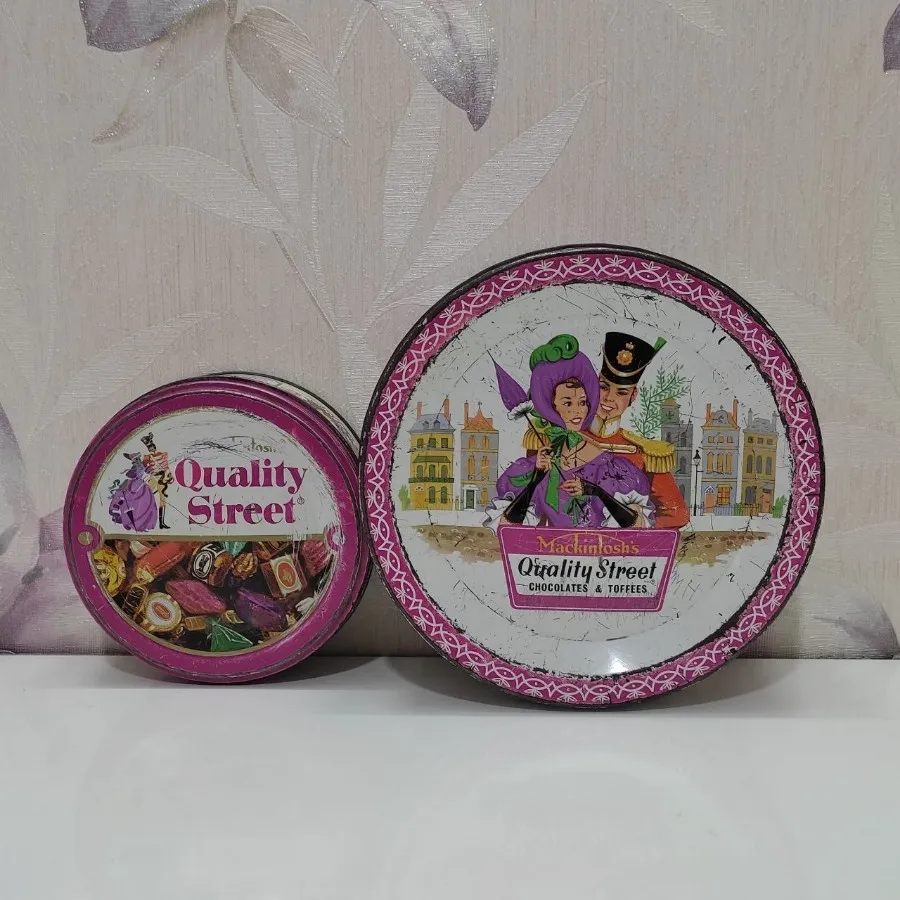 Quality
Street®
Mackintosh's
Quality Street
CHOCOLATES & TOFFEES